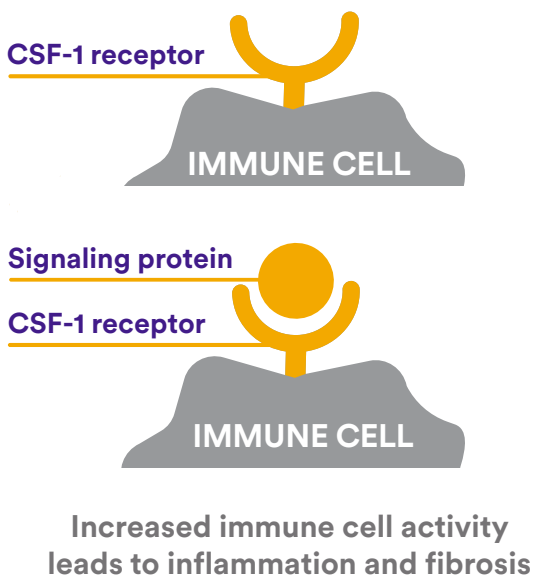 CSF-1 receptor
IMMUNE CELL
Signaling protein
CSF-1 receptor
IMMUNE CELL
Increased immune cell activity
leads to inflammation and fibrosis